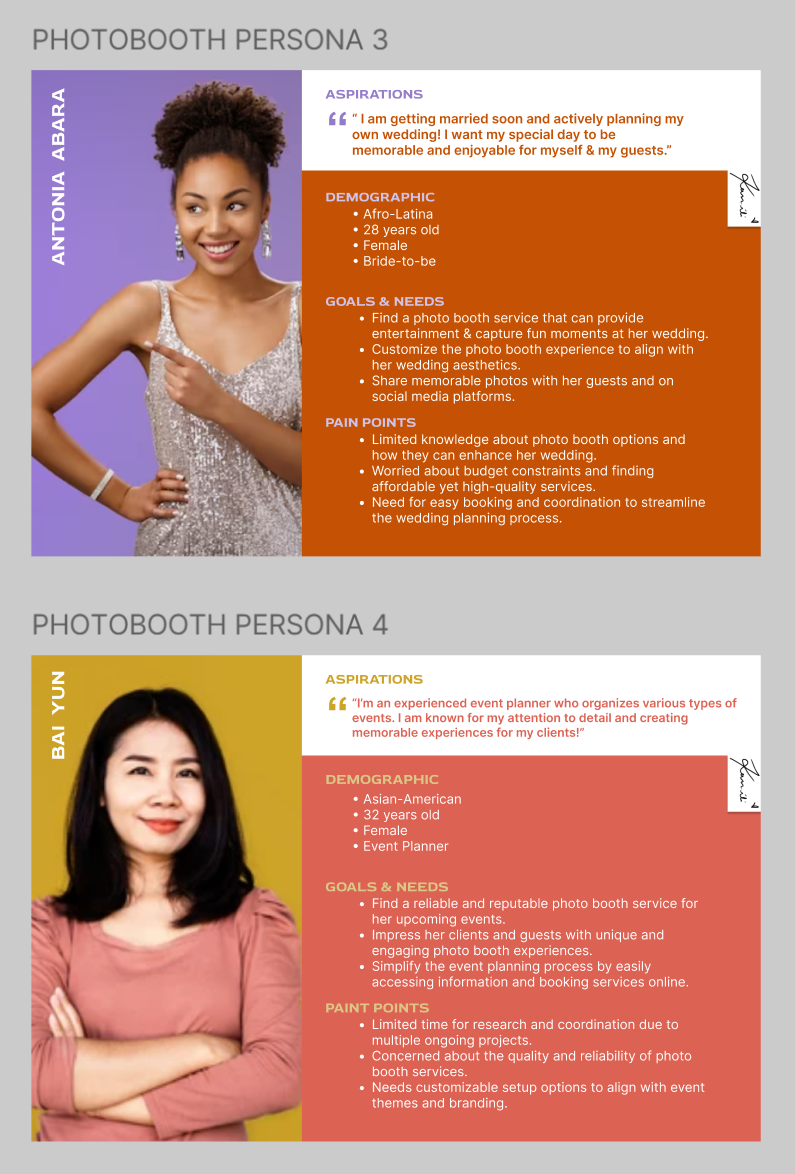 PHOTOBOOTH PERSONA 3
ANTONIA ABARA
ASPIRATIONS
“ “ I am getting married soon and actively planning my
own wedding! I want my special day to be
memorable and enjoyable for myself & my guests.”
DEMOGRAPHIC
• Afro-Latina
• 28 years old
• Female
• Bride-to-be
GOALS & NEEDS
• Find a photo booth service that can provide
entertainment & capture fun moments at her wedding.
• Customize the photo booth experience to align with
her wedding aesthetics.
• Share memorable photos with her guests and on
social media platforms.
PAIN POINTS
• Limited knowledge about photo booth options and
how they can enhance her wedding.
• Worried about budget constraints and finding
affordable yet high-quality services.
• Need for easy booking and coordination to streamline
the wedding planning process.
PHOTOBOOTH PERSONA 4
BAI YUN
ASPIRATIONS
“ “I'm an experienced event planner who organizes various types of
events. I am known for my attention to detail and creating
memorable experiences for my clients!”
DEMOGRAPHIC
• Asian-American
• 32 years old
• Female
• Event Planner
GOALS & NEEDS
• Find a reliable and reputable photo booth service for
her upcoming events.
• Impress her clients and guests with unique and
engaging photo booth experiences.
• Simplify the event planning process by easily
accessing information and booking services online.
PAINT POINTS
• Limited time for research and coordination due to
multiple ongoing projects.
• Concerned about the quality and reliability of photo
booth services.
• Needs customizable setup options to align with event
themes and branding.